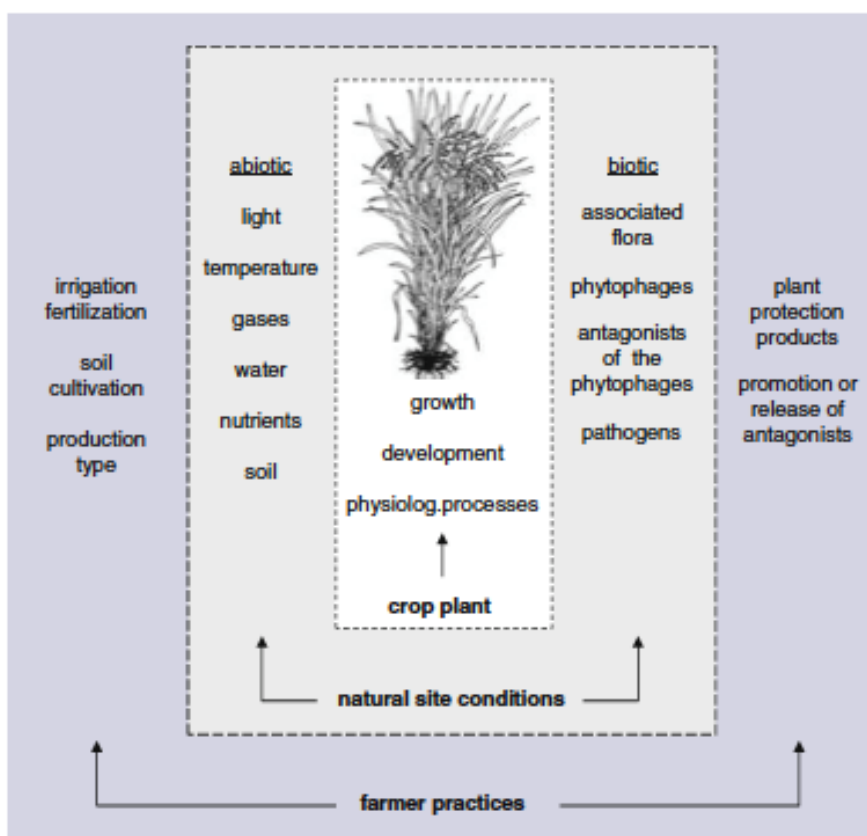 abiotic
light
temperature
gases
water
nutrients
soil
irrigation
fertilization
soil
cultivation
production
type
growth
development
physiolog.processes
crop plant
biotic
associated
flora
phytophages
antagonists
of the
phytophages
pathogens
plant
protection
products
promotion or
release of
antagonists
natural site conditions
farmer practices